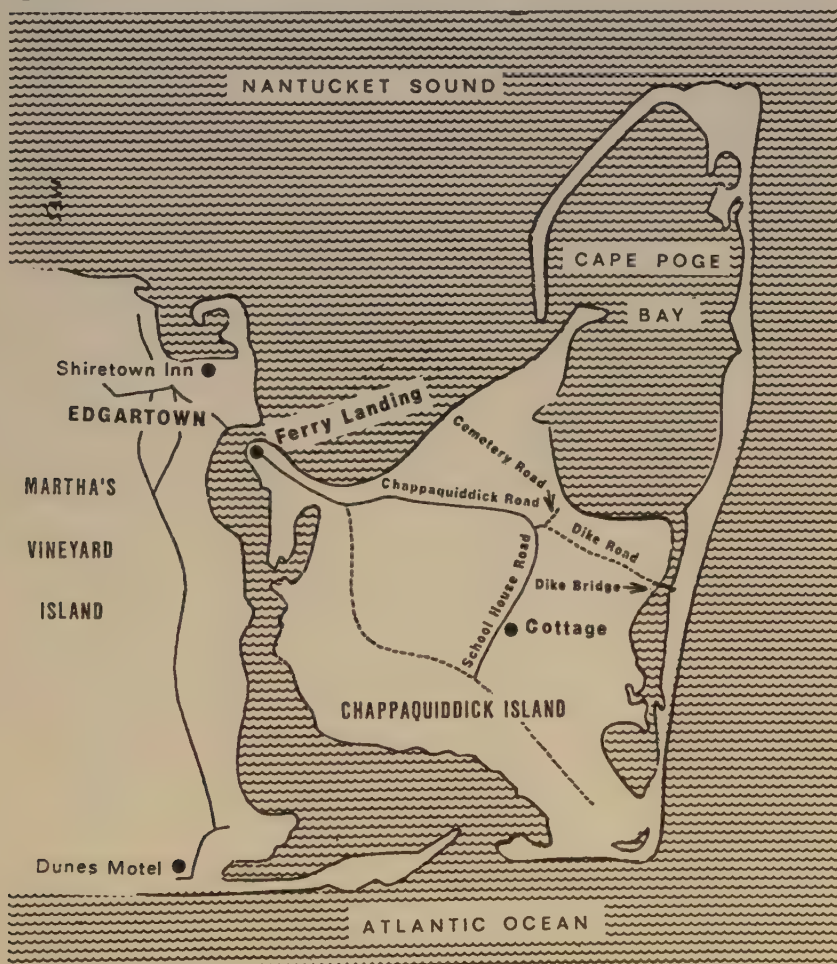 NANTUCKET SOUND
CAPE POGE
BAY
Shiretown Inn
EDGARTOWN
Ferry Landing
Cemetery Road
MARTHA'S
Chappaquiddick Road
VINEYARD
Dike Road
School House Road
Dike Bridge
ISLAND
Cottage
CHAPPAQUIDDICK ISLAND
Dunes Motel
ATLANTIC OCEAN